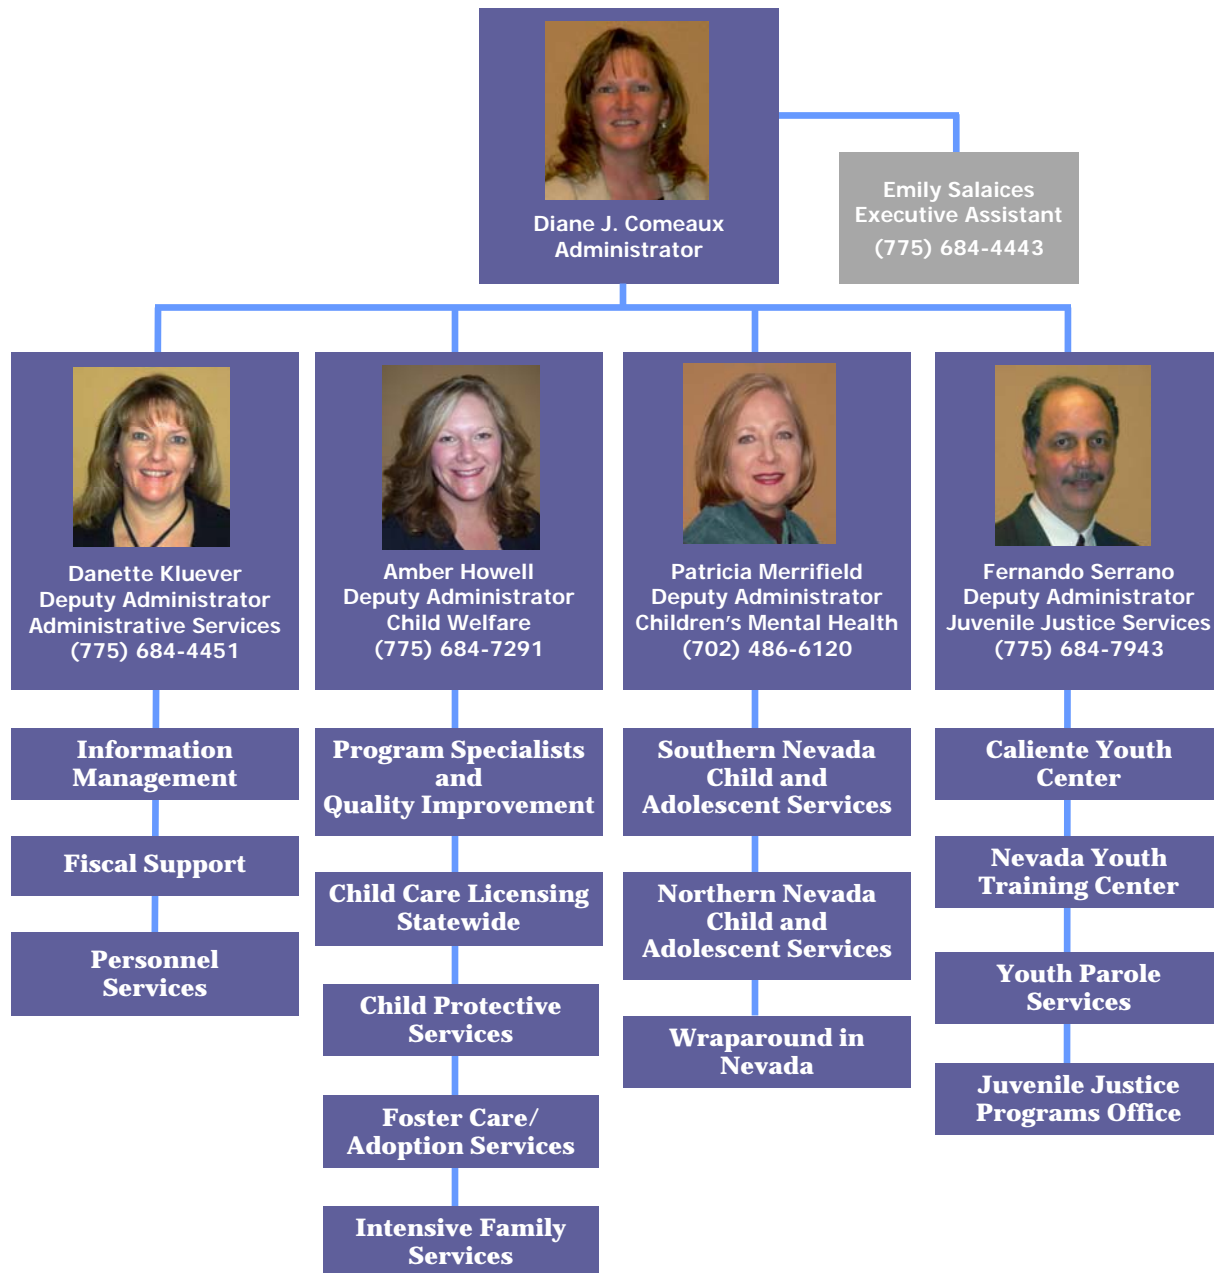 Diane J. Comeaux
Administrator
Emily Salaices
Executive Assistant
(775) 684-4443
Danette Kluever
Deputy Administrator
Administrative Services
(775) 684-4451
Amber Howell
Deputy Administrator
Child Welfare
(775) 684-7291
Patricia Merrifield
Deputy Administrator
Children's Mental Health
(702) 486-6120
Fernando Serrano
Deputy Administrator
Juvenile Justice Services
(775) 684-7943
Information
Management
Fiscal Support
Personnel
Services
Program Specialists
and
Quality Improvement
Child Care Licensing
Statewide
Child Protective
Services
Foster Care/
Adoption Services
Intensive Family
Services
Southern Nevada
Child and
Adolescent Services
Northern Nevada
Child and
Adolescent Services
Wraparound in
Nevada
Caliente Youth
Center
Nevada Youth
Training Center
Youth Parole
Services
Juvenile Justice
Programs Office